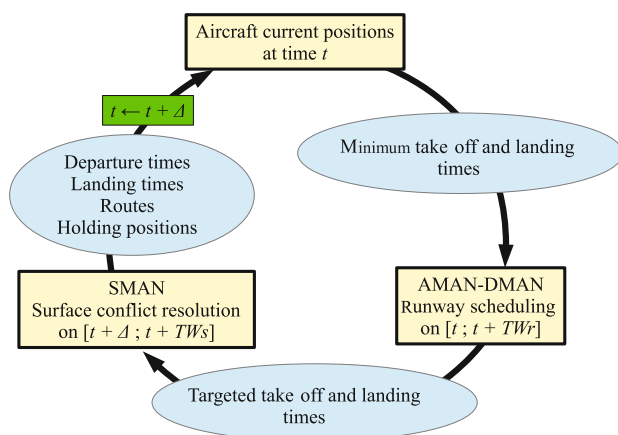 Aircraft current positions
at time t
t ← t + Δ
Minimum take off and landing
times
Departure times
Landing times
Routes
Holding positions
SMAN
Surface conflict resolution
on [t + Δ ; t + TWs]
AMAN-DMAN
Runway scheduling
on [t ; t + TWr]
Targeted take off and landing
times